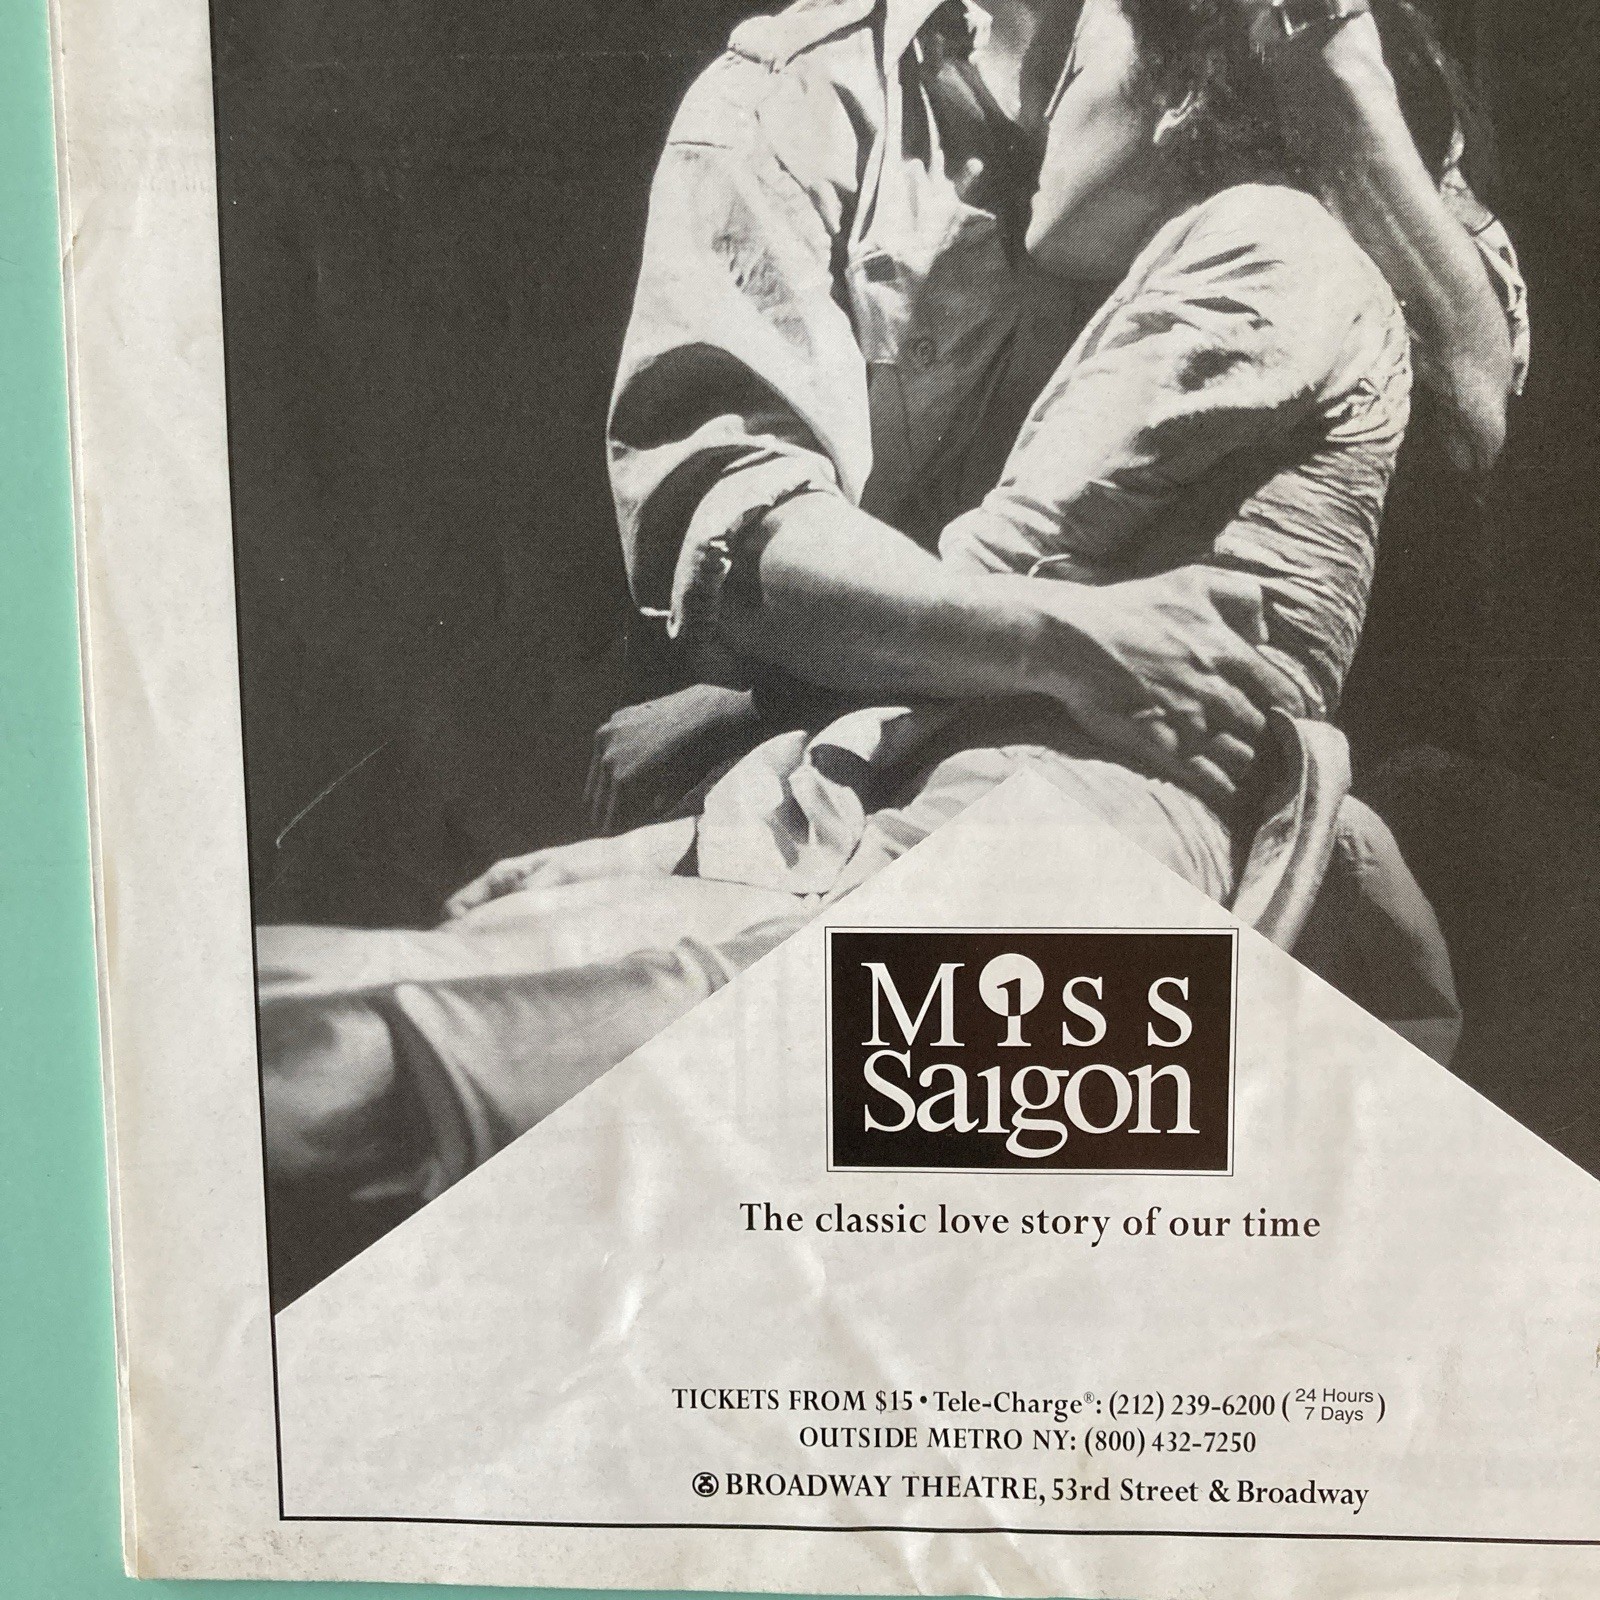 Miss
Saigon
The classic love story of our time
TICKETS FROM $15 • Tele-Charge®: (212) 239-6200 (24 Hours 7 Days)
OUTSIDE METRO NY: (800) 432-7250
BROADWAY THEATRE, 53rd Street & Broadway